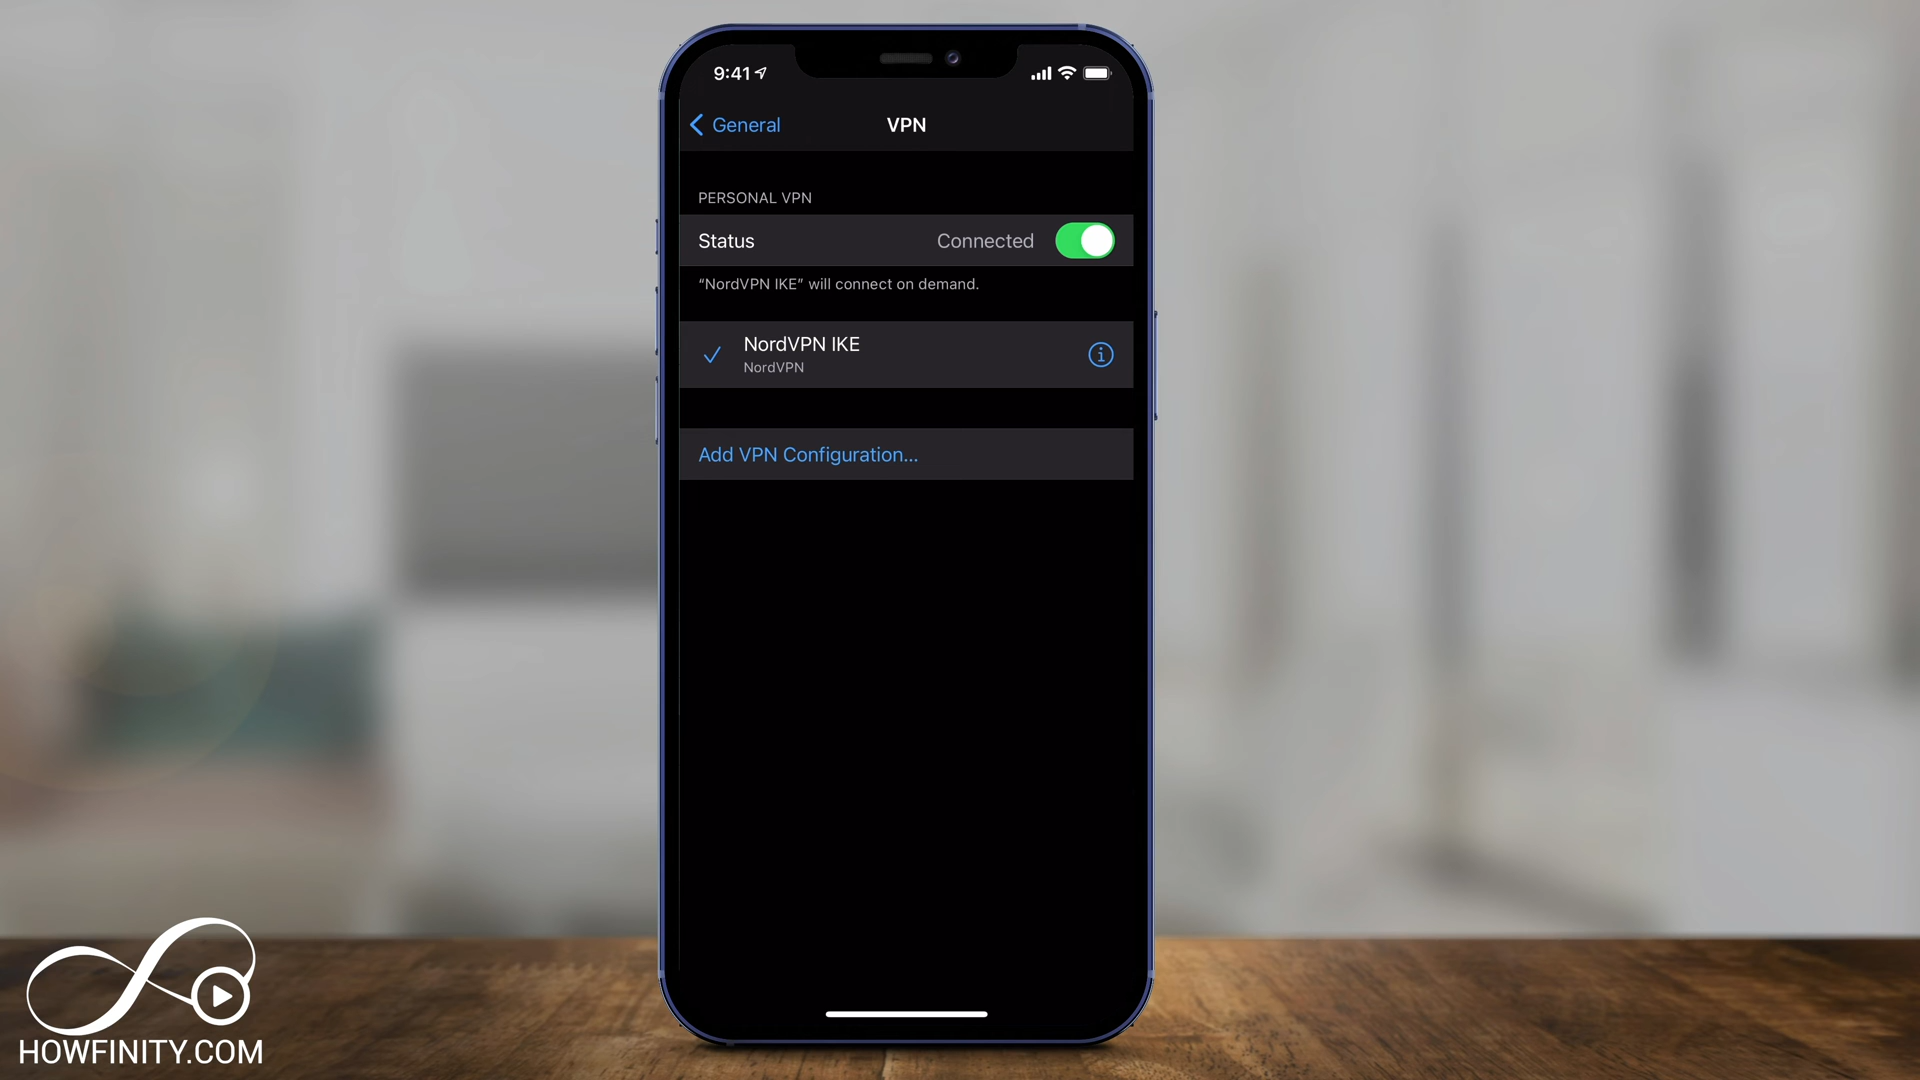 9:41
General
VPN
PERSONAL VPN
Status
Connected
“NordVPN IKE” will connect on demand.
NordVPN IKE
NordVPN
Add VPN Configuration...
HOWFINITY.COM